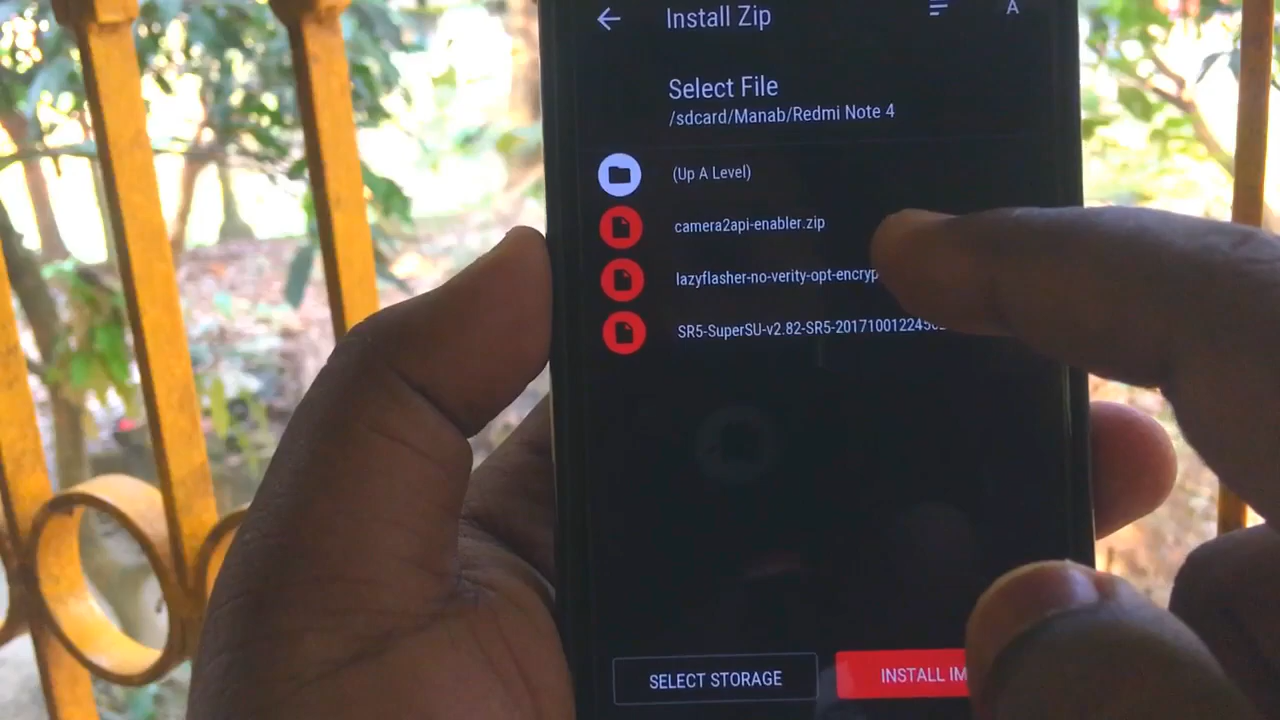 Install Zip
A
Select File
/sdcard/Manab/Redmi Note 4
(Up A Level)
camera2api-enabler.zip
lazyflasher-no-verity-opt-encryp
SR5-SuperSU-v2.82-SR5-20171001224502
SELECT STORAGE
INSTALL IM